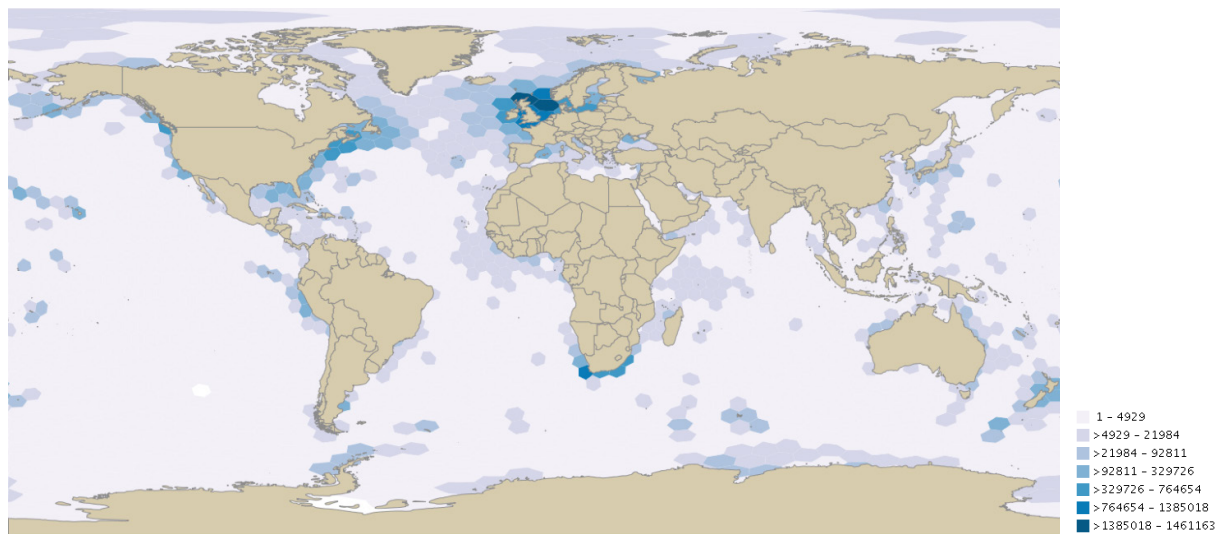 1 – 4929
>4929 – 21984
>21984 – 92811
>92811 – 329726
>329726 – 764654
>764654 – 1385018
>1385018 – 1461163